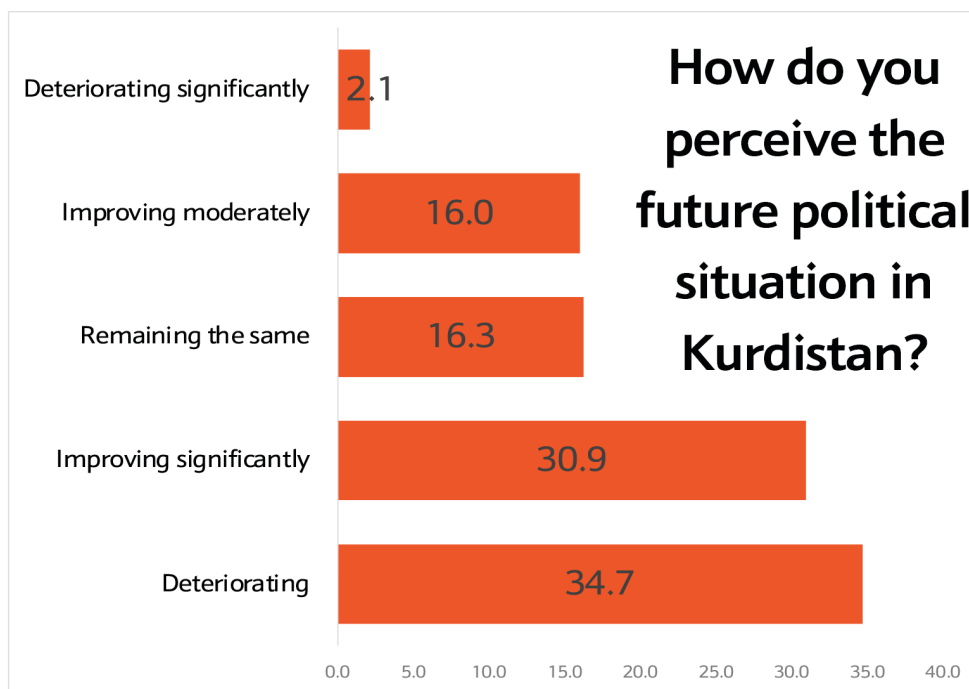 How do you
perceive the
future political
situation in
Kurdistan?
Deteriorating significantly 2.1
Improving moderately 16.0
Remaining the same 16.3
Improving significantly 30.9
Deteriorating 34.7
0.0 5.0 10.0 15.0 20.0 25.0 30.0 35.0 40.0